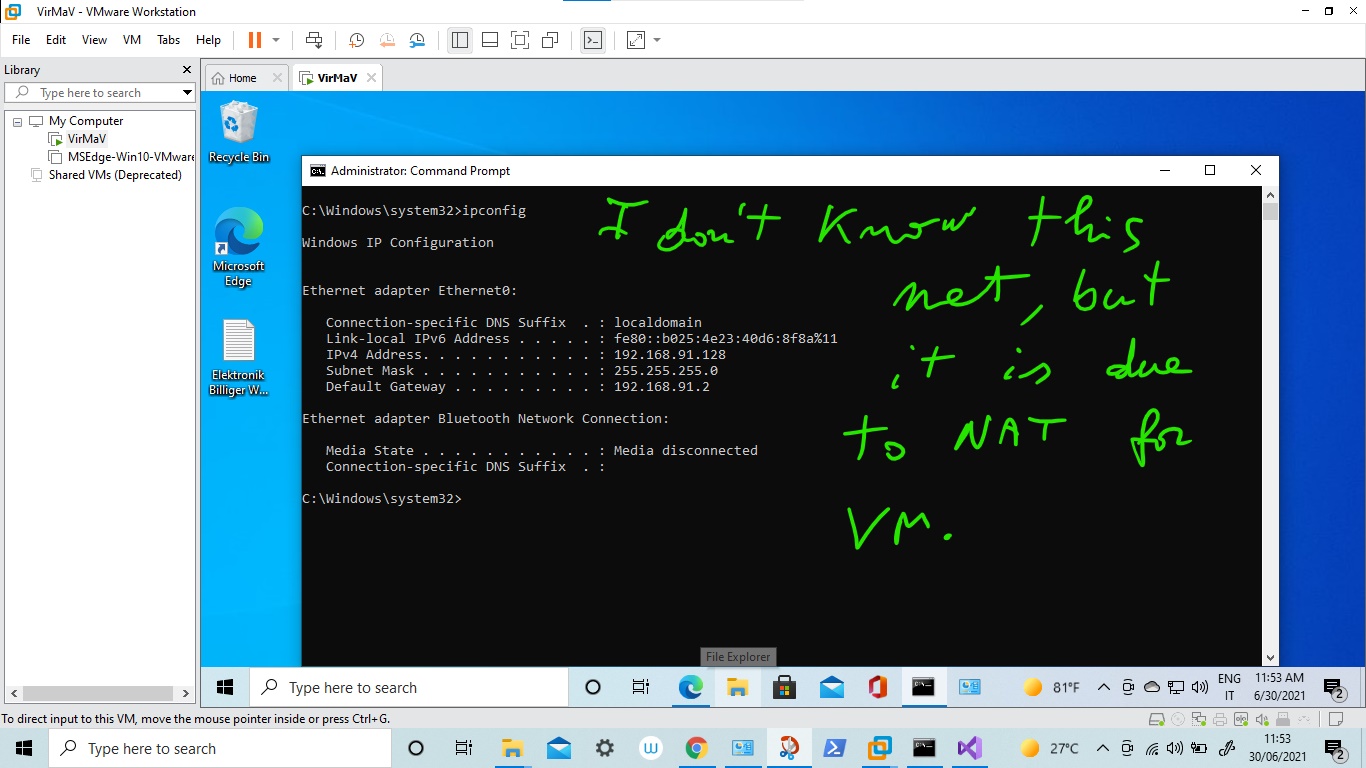 VirMaV - VMware Workstation
File Edit View VM Tabs Help
Library
Type here to search
My Computer
VirMaV
MSEdge-Win10-VMware
Shared VMs (Deprecated)
Home
VirMaV
Recycle Bin
Microsoft
Edge
Elektronik
Billiger W...
Administrator: Command Prompt
C:\Windows\system32>ipconfig
Windows IP Configuration
Ethernet adapter Ethernet0:
Connection-specific DNS Suffix . : localdomain
Link-local IPv6 Address . . . . . : fe80::b025:4e23:40d6:8f8a%11
IPv4 Address. . . . . . . . . . . : 192.168.91.128
Subnet Mask . . . . . . . . . . . : 255.255.255.0
Default Gateway . . . . . . . . . : 192.168.91.2
Ethernet adapter Bluetooth Network Connection:
Media State . . . . . . . . . . . : Media disconnected
Connection-specific DNS Suffix . :
C:\Windows\system32>
I don't know this
net, but
it is due
to NAT for
VM.
File Explorer
Type here to search
81°F
ENG
IT
11:53 AM
6/30/2021
2
To direct input to this VM, move the mouse pointer inside or press Ctrl+G.
Type here to search
27°C
11:53
30/06/2021
2